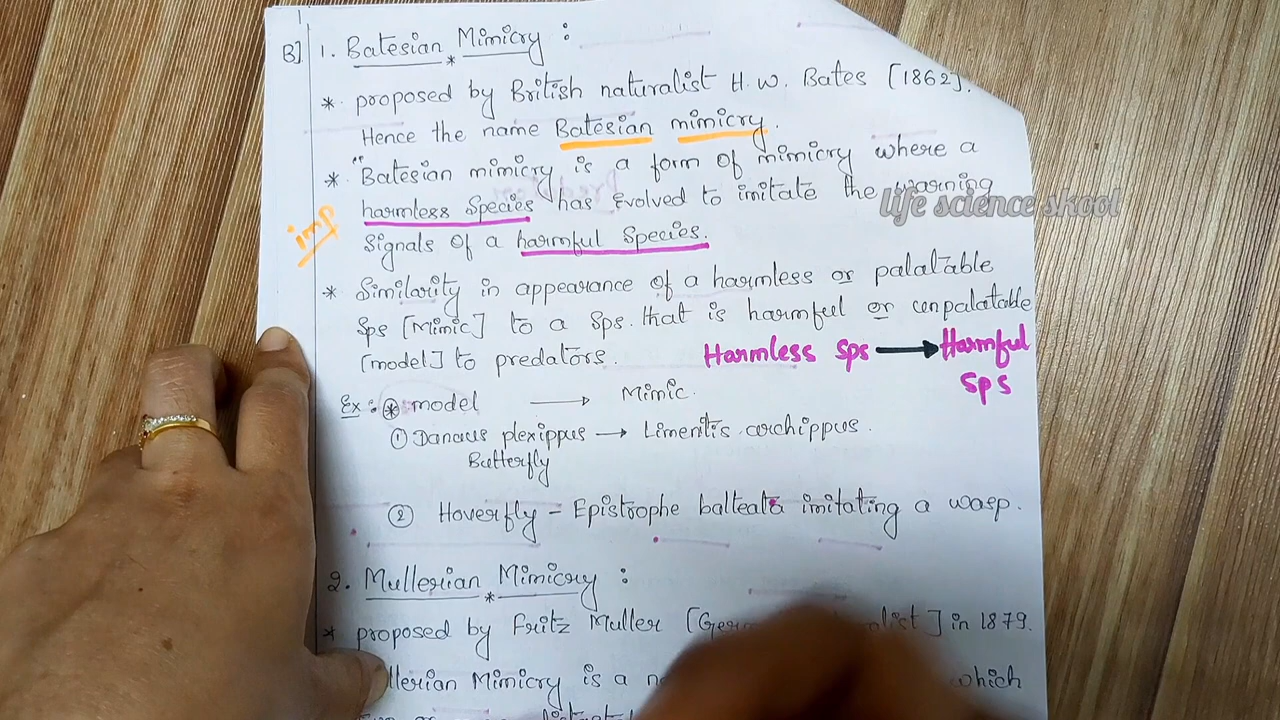 B] 1. Batesian Mimicry :
* proposed by British naturalist H. W. Bates [1862].
Hence the name Batesian mimicry.
* "Batesian mimicry is a form of mimicry where a
harmless Species has evolved to imitate the warning
imp
Signals of a harmful Species.
life science skool
* Similarity in appearance of a harmless or palatable
Sps [Mimic] to a Sps. that is harmful or unpalatable
[model] to predators.
Harmless sps → Harmful
sps
Ex : * model → Mimic.
① Danaus plexippus → Limentis archippus.
Butterfly
② Hoverfly = Epistrophe balteata imitating a wasp.
2. Mullerian Mimicry :
* proposed by Fritz Muller [ ] in 1879.
Mimicry is a which